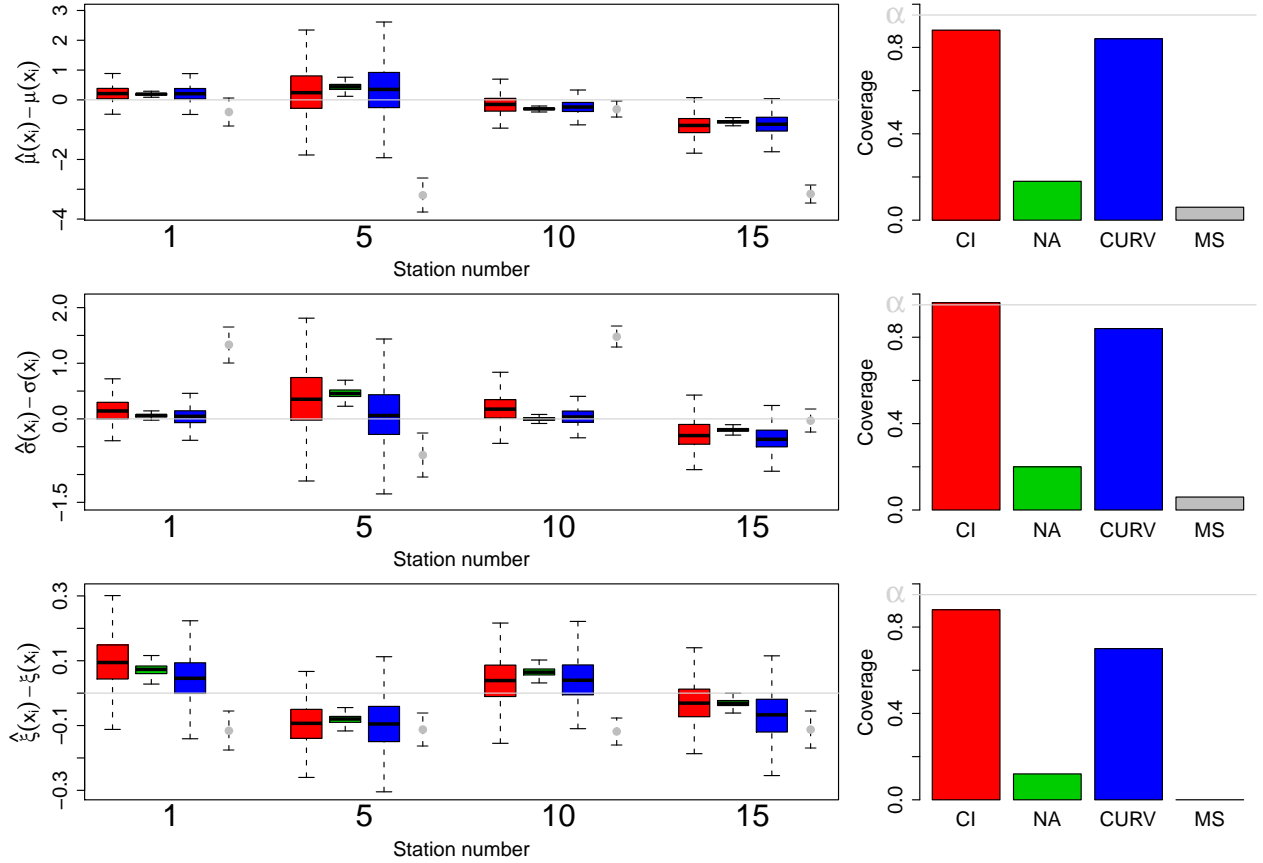 3
2
1
0
−2
−4
μ̂(xᵢ) − μ(xᵢ)
1 5 10 15
Station number
0.8
0.4
0.0
Coverage
α
CI NA CURV MS
2.0
1.0
0.0
−1.5
σ̂(xᵢ) − σ(xᵢ)
1 5 10 15
Station number
0.8
0.4
0.0
Coverage
α
CI NA CURV MS
0.3
0.1
−0.1
−0.3
ξ̂(xᵢ) − ξ(xᵢ)
1 5 10 15
Station number
0.8
0.4
0.0
Coverage
α
CI NA CURV MS